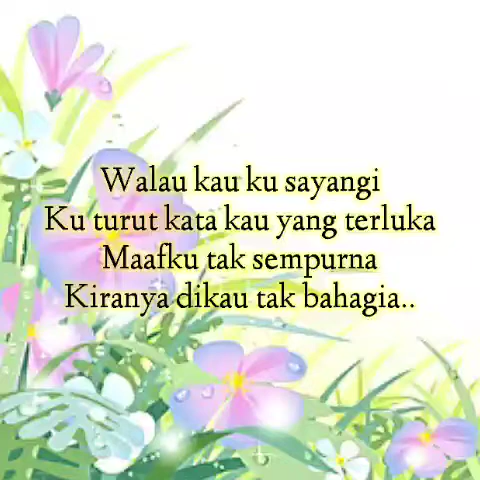 Walau kau ku sayangi
Ku turut kata kau yang terluka
Maafku tak sempurna
Kiranya dikau tak bahagia..